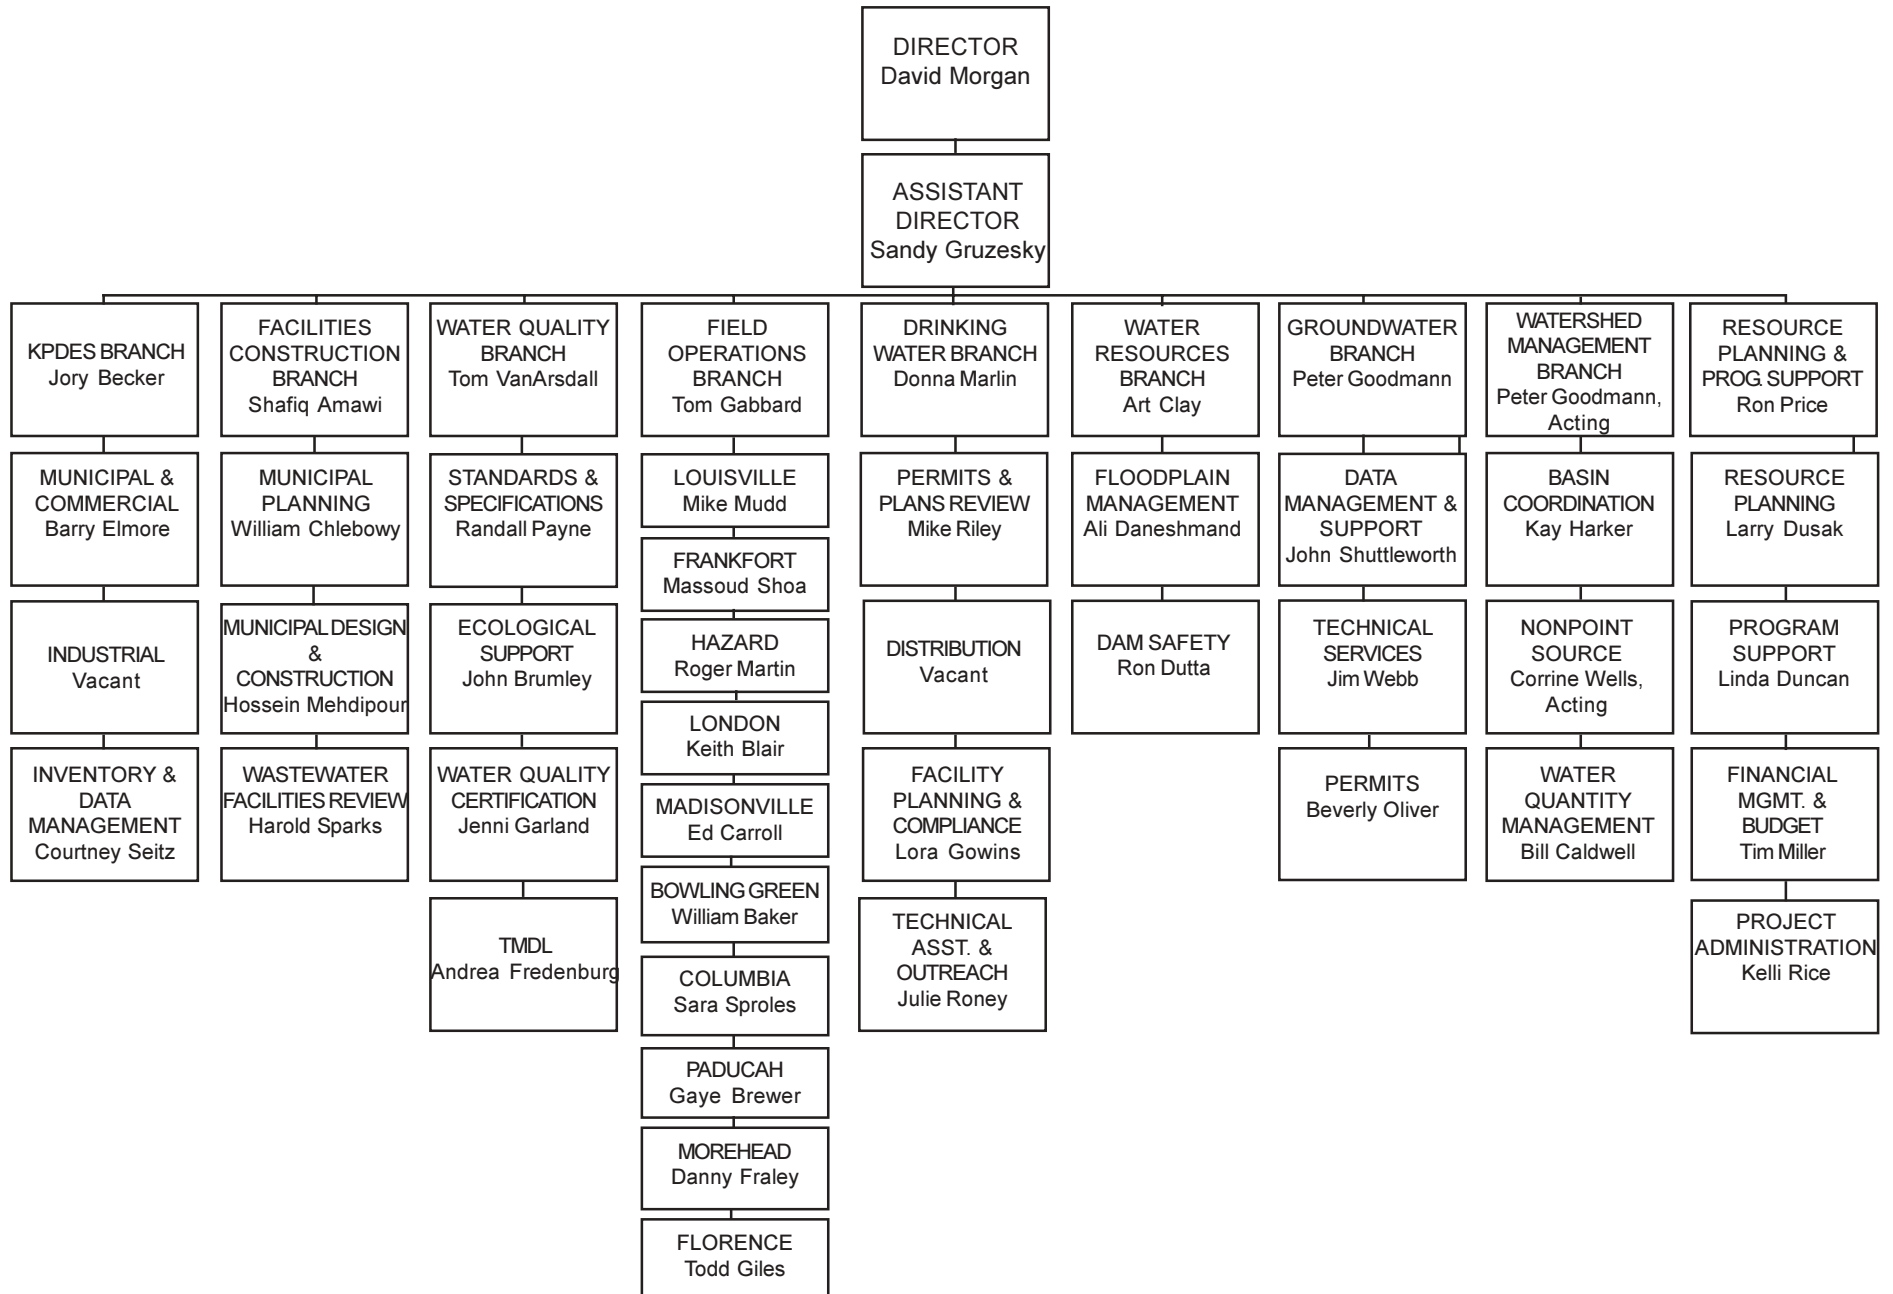 DIRECTOR
David Morgan
ASSISTANT
DIRECTOR
Sandy Gruzesky
KPDES BRANCH
Jory Becker
FACILITIES
CONSTRUCTION
BRANCH
Shafiq Amawi
WATER QUALITY
BRANCH
Tom VanArsdall
FIELD
OPERATIONS
BRANCH
Tom Gabbard
DRINKING
WATER BRANCH
Donna Marlin
WATER
RESOURCES
BRANCH
Art Clay
GROUNDWATER
BRANCH
Peter Goodmann
WATERSHED
MANAGEMENT
BRANCH
Peter Goodmann,
Acting
RESOURCE
PLANNING &
PROG. SUPPORT
Ron Price
MUNICIPAL &
COMMERCIAL
Barry Elmore
INDUSTRIAL
Vacant
INVENTORY &
DATA
MANAGEMENT
Courtney Seitz
MUNICIPAL
PLANNING
William Chlebowy
MUNICIPAL DESIGN
&
CONSTRUCTION
Hossein Mehdipour
WASTEWATER
FACILITIES REVIEW
Harold Sparks
STANDARDS &
SPECIFICATIONS
Randall Payne
ECOLOGICAL
SUPPORT
John Brumley
WATER QUALITY
CERTIFICATION
Jenni Garland
TMDL
Andrea Fredenburg
LOUISVILLE
Mike Mudd
FRANKFORT
Massoud Shoa
HAZARD
Roger Martin
LONDON
Keith Blair
MADISONVILLE
Ed Carroll
BOWLING GREEN
William Baker
COLUMBIA
Sara Sproles
PADUCAH
Gaye Brewer
MOREHEAD
Danny Fraley
FLORENCE
Todd Giles
PERMITS &
PLANS REVIEW
Mike Riley
DISTRIBUTION
Vacant
FACILITY
PLANNING &
COMPLIANCE
Lora Gowins
TECHNICAL
ASST. &
OUTREACH
Julie Roney
FLOODPLAIN
MANAGEMENT
Ali Daneshmand
DAM SAFETY
Ron Dutta
DATA
MANAGEMENT &
SUPPORT
John Shuttleworth
TECHNICAL
SERVICES
Jim Webb
PERMITS
Beverly Oliver
BASIN
COORDINATION
Kay Harker
NONPOINT
SOURCE
Corrine Wells,
Acting
WATER
QUANTITY
MANAGEMENT
Bill Caldwell
RESOURCE
PLANNING
Larry Dusak
PROGRAM
SUPPORT
Linda Duncan
FINANCIAL
MGMT. &
BUDGET
Tim Miller
PROJECT
ADMINISTRATION
Kelli Rice